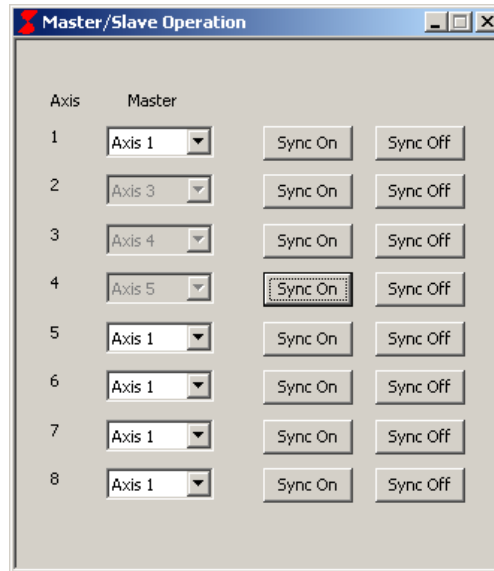 Master/Slave Operation
Axis Master
1 Axis 1 Sync On Sync Off
2 Axis 3 Sync On Sync Off
3 Axis 4 Sync On Sync Off
4 Axis 5 Sync On Sync Off
5 Axis 1 Sync On Sync Off
6 Axis 1 Sync On Sync Off
7 Axis 1 Sync On Sync Off
8 Axis 1 Sync On Sync Off